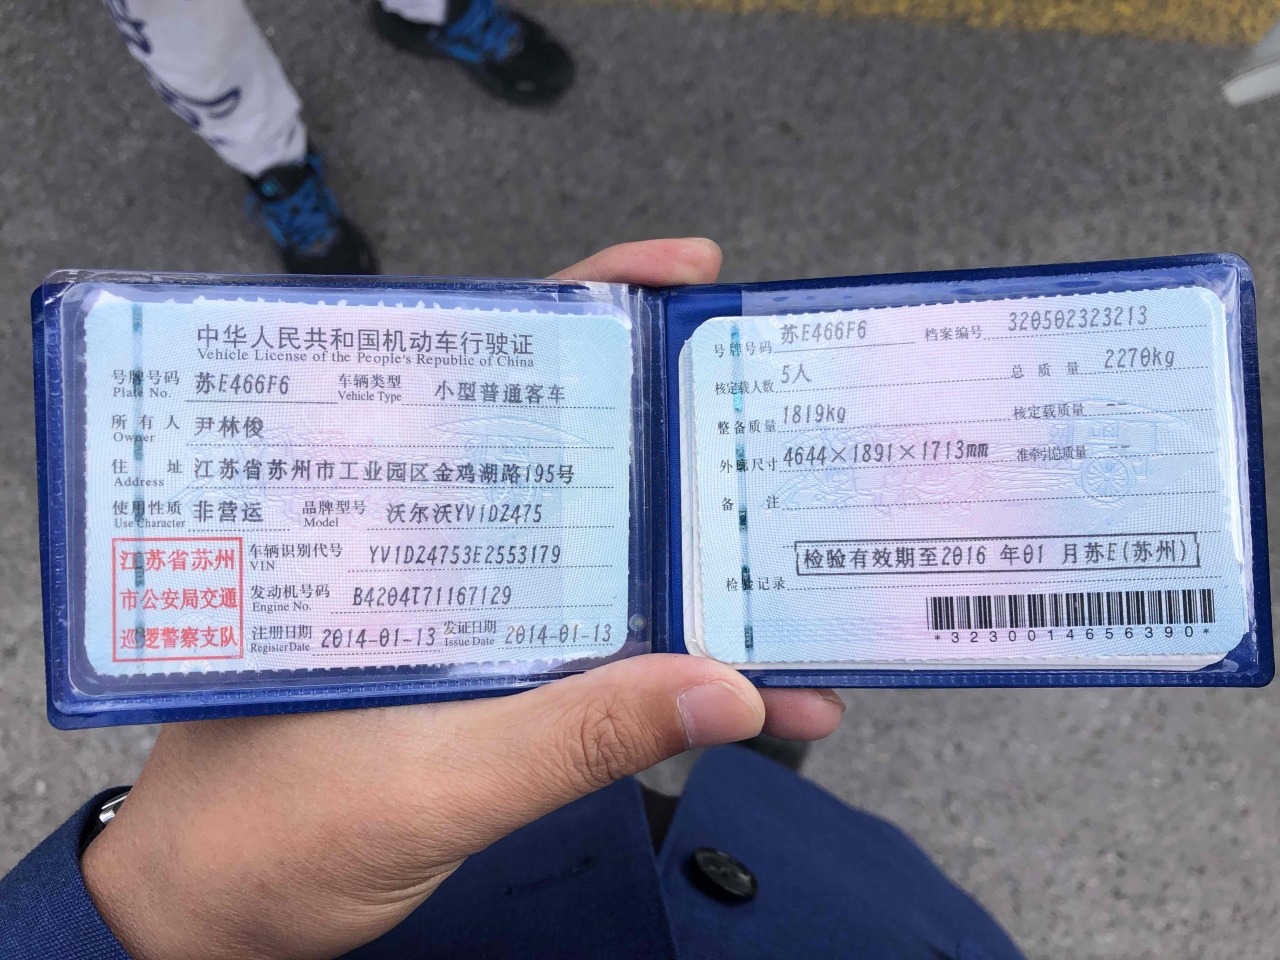 中华人民共和国机动车行驶证
Vehicle License of the People's Republic of China
号牌号码 苏E466F6 车辆类型 小型普通客车
Plate No. Vehicle Type
所有人 尹林俊
Owner
住址 江苏省苏州市工业园区金鸡湖路195号
Address
使用性质 非营运 品牌型号 沃尔沃YV1DZ475
Use Character Model
江苏省苏州
市公安局交通
巡逻警察支队
车辆识别代号 YV1DZ4753E2553179
VIN
发动机号码 B4204T71167129
Engine No.
注册日期 2014-01-13 发证日期 2014-01-13
Register Date Issue Date
号牌号码 苏E466F6 档案编号 320502323213
核定载人数 5人 总质量 2270kg
整备质量 1819kg 核定载质量 --
外廓尺寸 4644×1891×1713mm 准牵引总质量 --
备注
检验有效期至2016 年01 月苏E(苏州)
检验记录
*3230014656390*